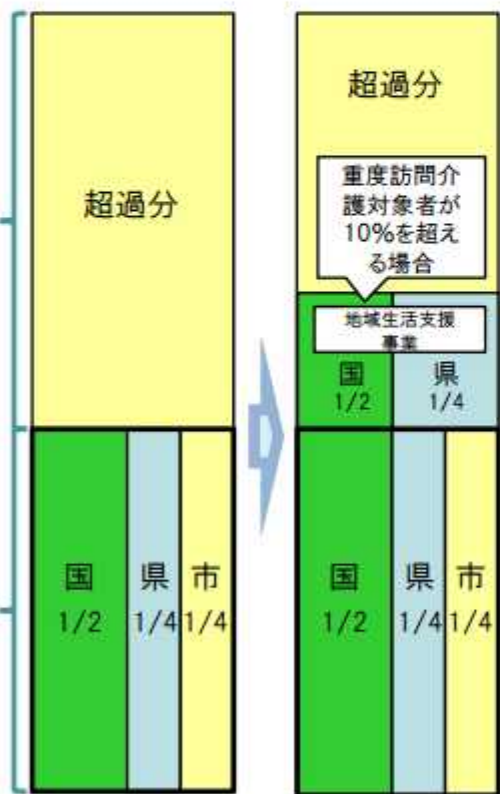 超過分
国
1/2
県
1/4
市
1/4
超過分
重度訪問介
護対象者が
10%を超え
る場合
地域生活支援
事業
国
1/2
県
1/4
国
1/2
県
1/4
市
1/4